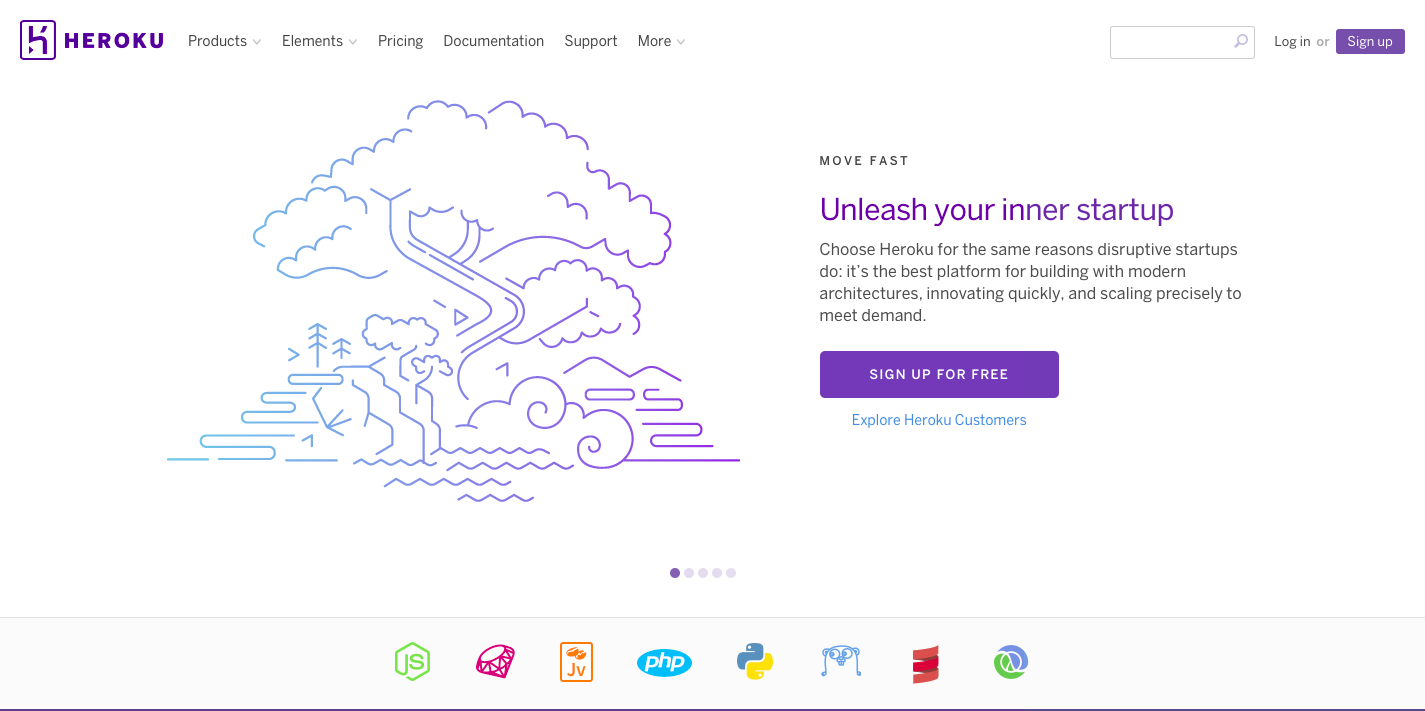 HEROKU Products Elements Pricing Documentation Support More Log in or Sign up
MOVE FAST
Unleash your inner startup
Choose Heroku for the same reasons disruptive startups
do: it's the best platform for building with modern
architectures, innovating quickly, and scaling precisely to
meet demand.
SIGN UP FOR FREE
Explore Heroku Customers
JS Jv php